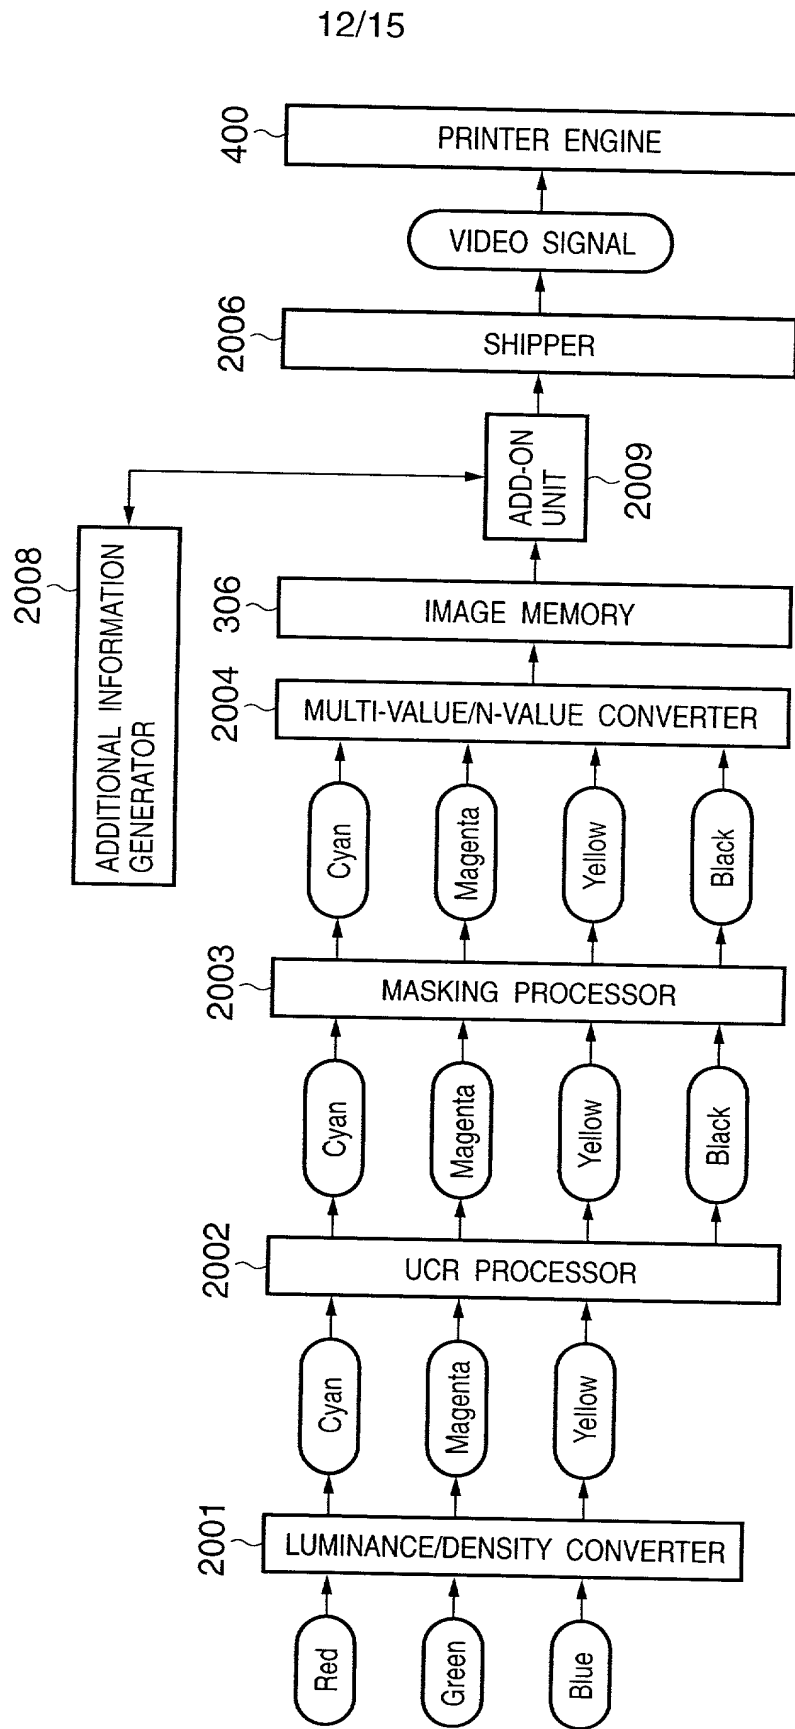 12/15
400
PRINTER ENGINE
VIDEO SIGNAL
2006
SHIPPER
ADD-ON
UNIT
2009
2008
ADDITIONAL INFORMATION
GENERATOR
306
IMAGE MEMORY
2004
MULTI-VALUE/N-VALUE CONVERTER
Cyan
Magenta
Yellow
Black
2003
MASKING PROCESSOR
Cyan
Magenta
Yellow
Black
2002
UCR PROCESSOR
Cyan
Magenta
Yellow
2001
LUMINANCE/DENSITY CONVERTER
Red
Green
Blue